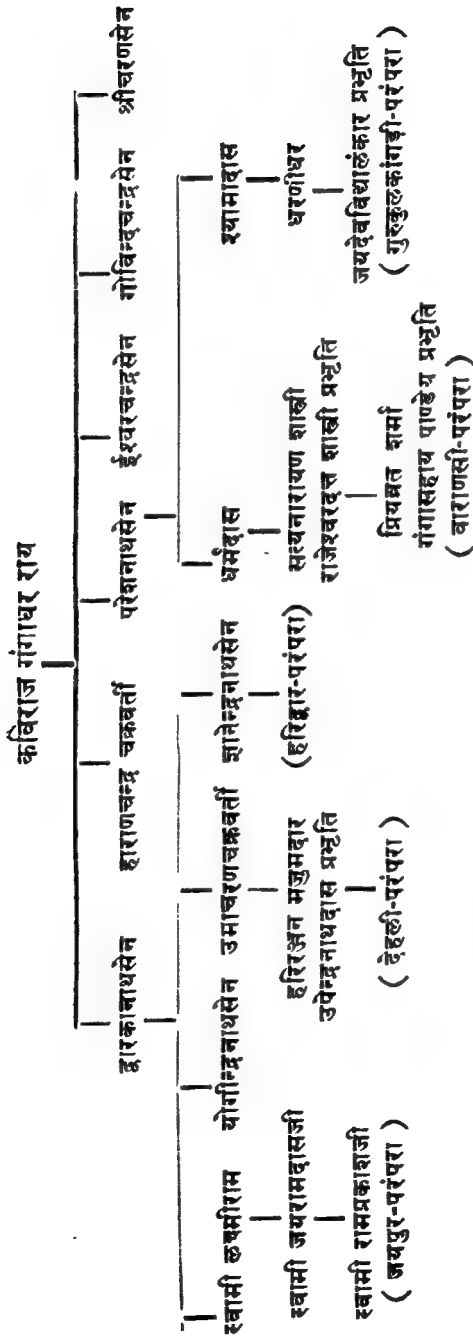 कविराज गंगाधर राय
द्वारकानाथसेन हाराणचन्द्र चक्रवर्ती परेशनाथसेन ईश्वरचन्द्रसेन गोविन्दचन्द्रसेन श्रीचरणसेन
स्वामी लक्ष्मीराम योगीन्द्रनाथसेन उमाचरणचक्रवर्ती ज्ञानेन्द्रनाथसेन धर्मदास श्यामादास
स्वामी जयरामदासजी हरिरञ्जन मजुमदार (हरिद्वार-परंपरा) सत्यनारायण शास्त्री धरणीधर
उपेन्द्रनाथदास प्रभृति राजेश्वरदत्त शास्त्री प्रभृति
स्वामी रामप्रकाशजी ( देहली-परंपरा ) प्रियव्रत शर्मा जयदेवविद्यालंकार प्रभृति
( जयपुर-परंपरा ) गंगासहाय पाण्डेय प्रभृति ( गुरुकुलकांगड़ी-परंपरा )
( वाराणसी-परंपरा )